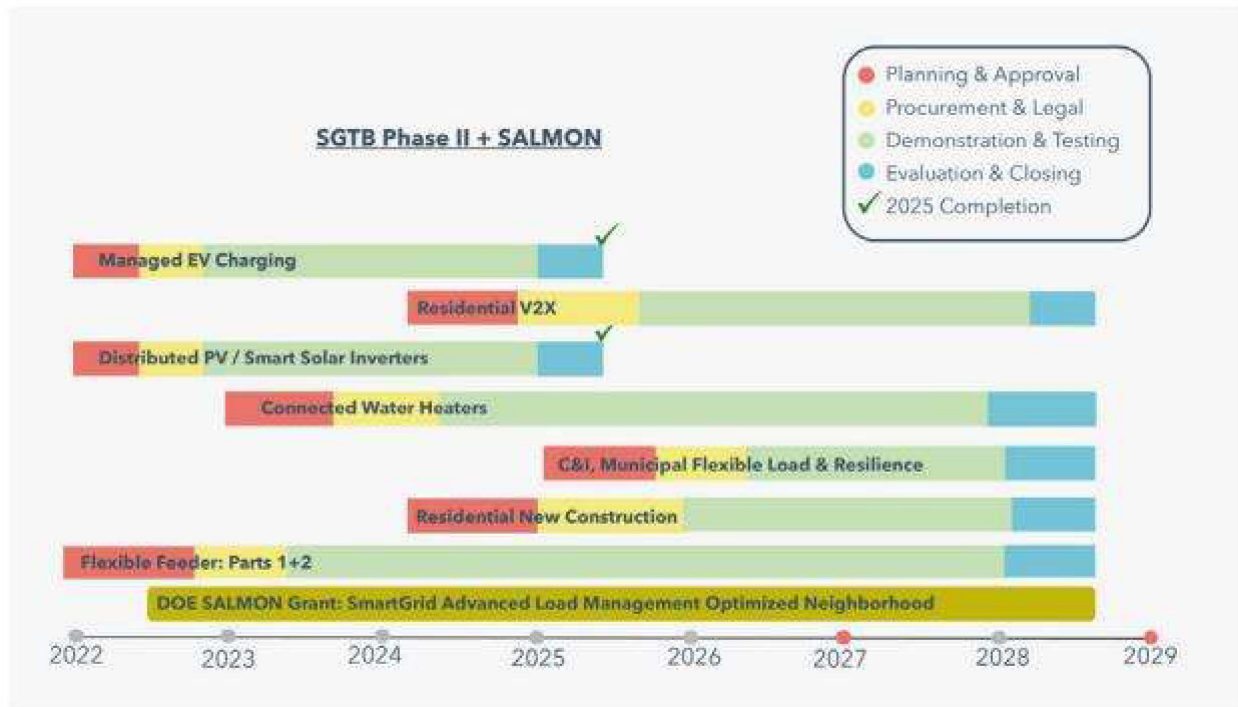 Planning & Approval
Procurement & Legal
Demonstration & Testing
Evaluation & Closing
2025 Completion
SGTB Phase II + SALMON
Managed EV Charging
Residential V2X
Distributed PV / Smart Solar Inverters
Connected Water Heaters
C&I, Municipal Flexible Load & Resilience
Residential New Construction
Flexible Feeder: Parts 1+2
DOE SALMON Grant: SmartGrid Advanced Load Management Optimized Neighborhood
2022 2023 2024 2025 2026 2027 2028 2029